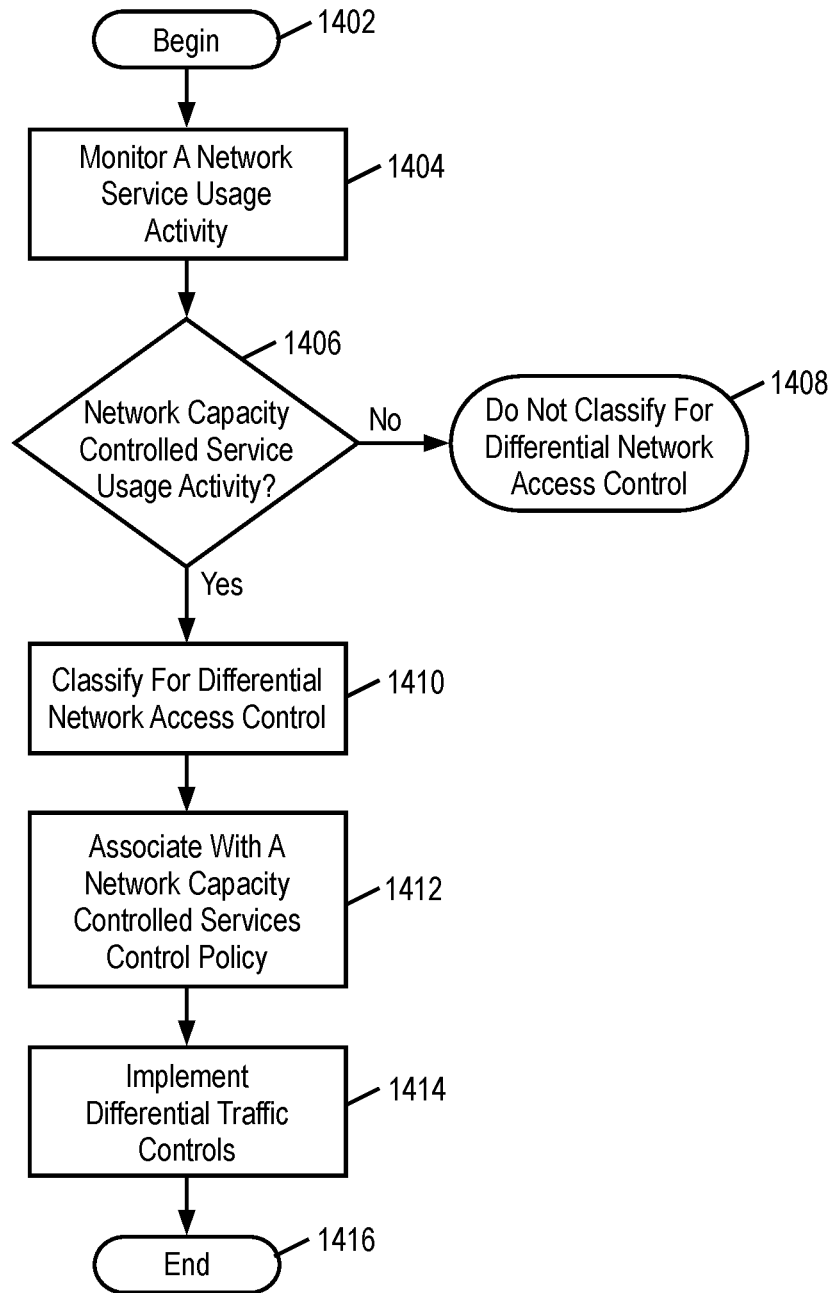 Begin
1402
Monitor A Network
Service Usage
Activity
1404
1406
Network Capacity
Controlled Service
Usage Activity?
No
Do Not Classify For
Differential Network
Access Control
1408
Yes
Classify For Differential
Network Access Control
1410
Associate With A
Network Capacity
Controlled Services
Control Policy
1412
Implement
Differential Traffic
Controls
1414
End
1416